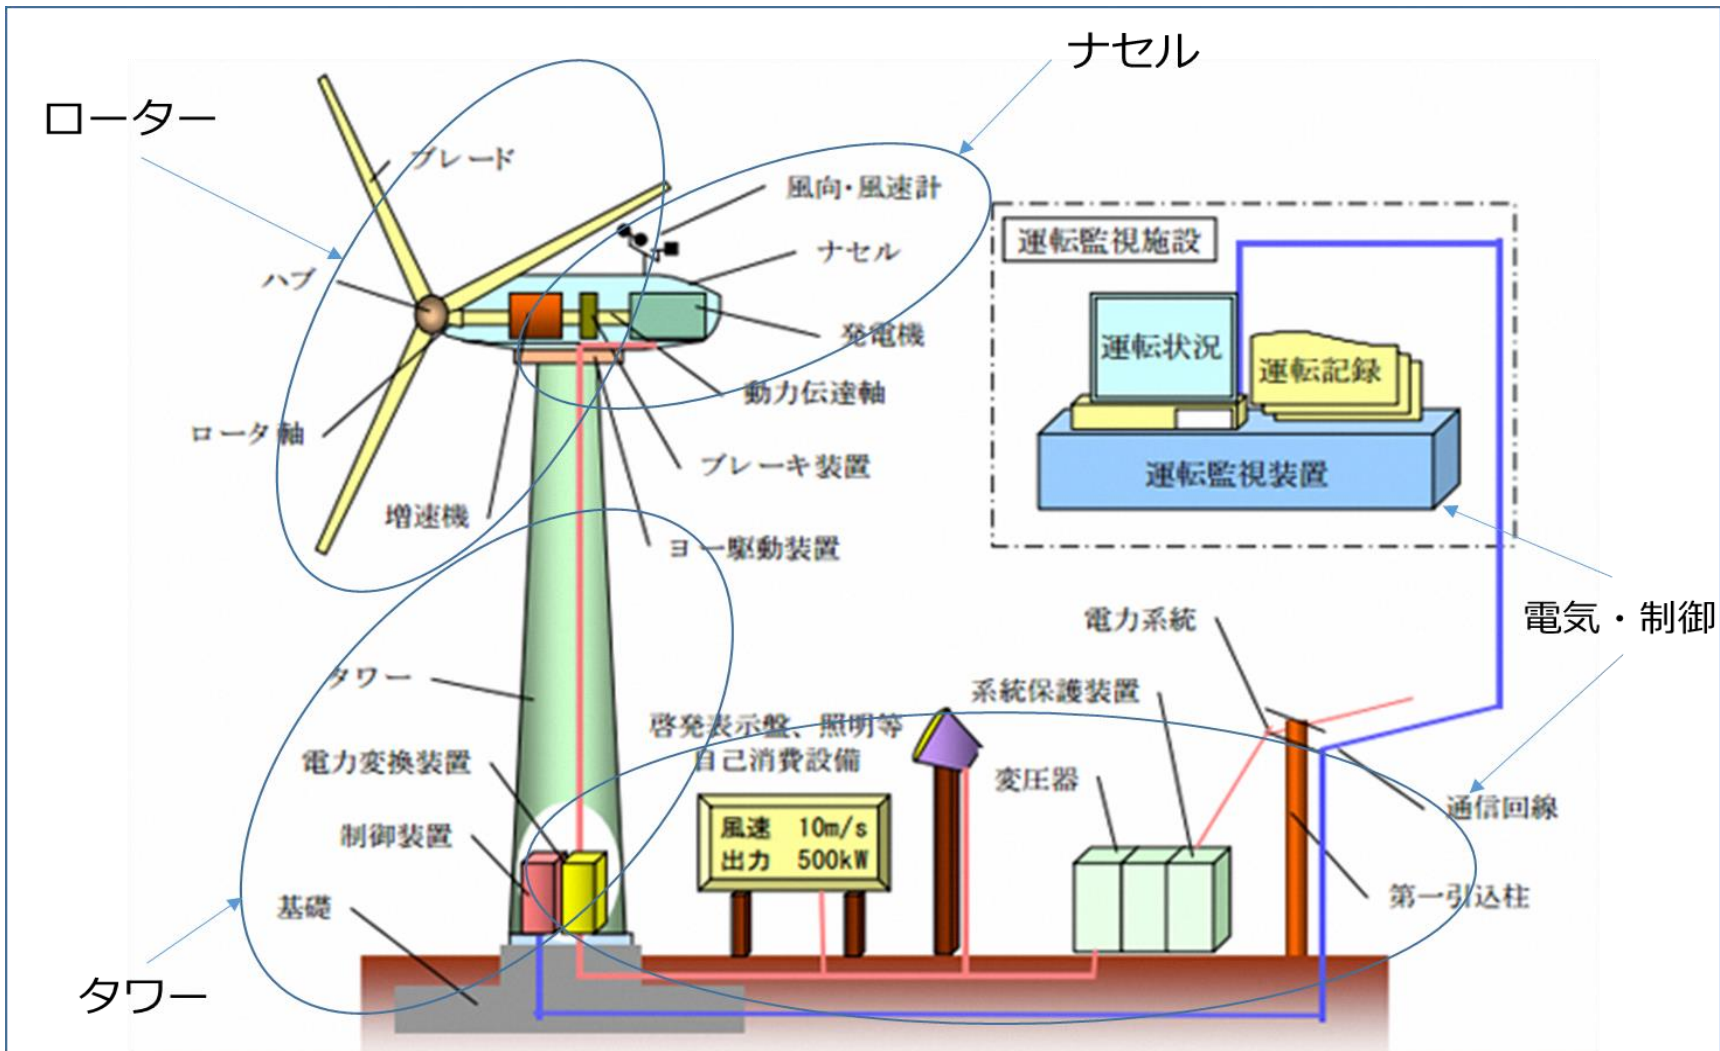 ナセル
ローター
ブレード
風向・風速計
ナセル
ハブ
発電機
動力伝達軸
ロータ軸
ブレーキ装置
増速機
ヨー駆動装置
運転監視施設
運転状況
運転記録
運転監視装置
電気・制御
電力系統
系統保護装置
タワー
啓発表示盤、照明等
自己消費設備
電力変換装置
変圧器
通信回線
制御装置
風速 10m/s
出力 500kW
第一引込柱
基礎
タワー